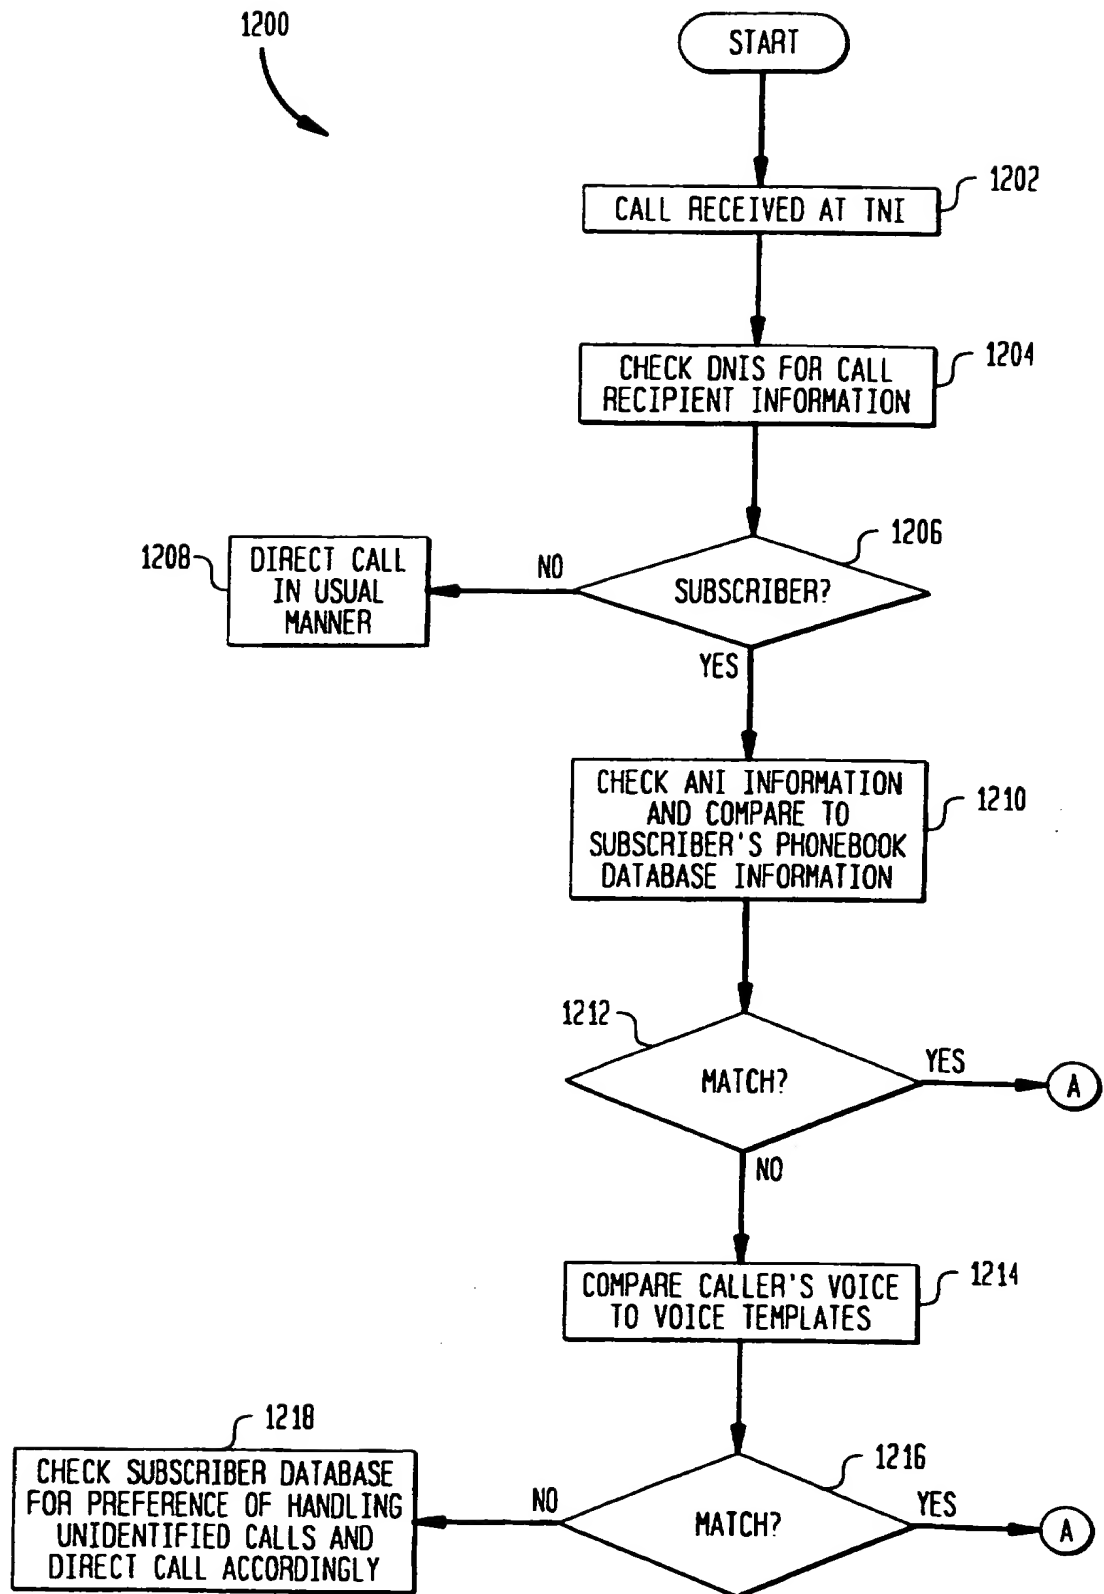 1200
START
1202
CALL RECEIVED AT TNI
1204
CHECK DNIS FOR CALL
RECIPIENT INFORMATION
1206
SUBSCRIBER?
NO
1208
DIRECT CALL
IN USUAL
MANNER
YES
1210
CHECK ANI INFORMATION
AND COMPARE TO
SUBSCRIBER'S PHONEBOOK
DATABASE INFORMATION
1212
MATCH?
YES
A
NO
1214
COMPARE CALLER'S VOICE
TO VOICE TEMPLATES
1216
MATCH?
YES
A
NO
1218
CHECK SUBSCRIBER DATABASE
FOR PREFERENCE OF HANDLING
UNIDENTIFIED CALLS AND
DIRECT CALL ACCORDINGLY